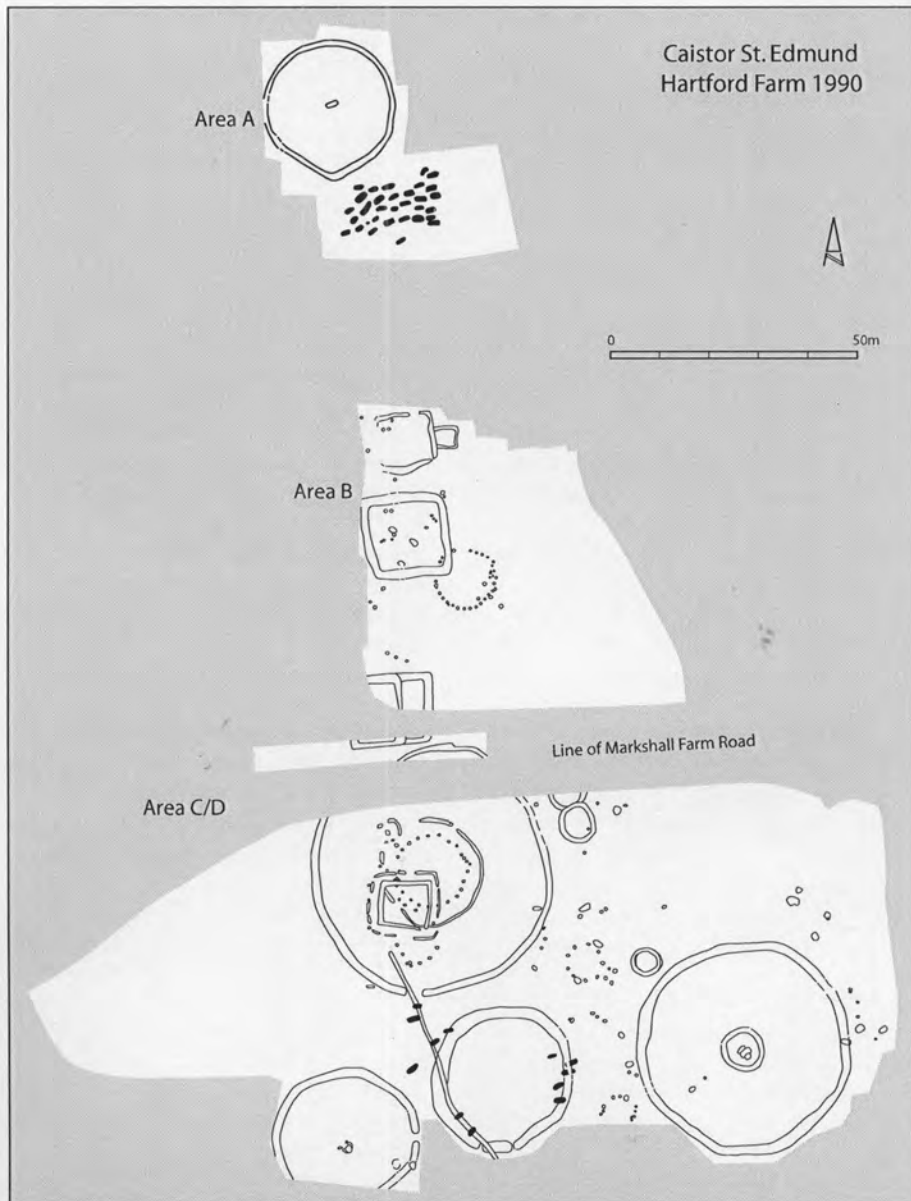 Caistor St. Edmund
Hartford Farm 1990
Area A
0
50m
Area B
Line of Markshall Farm Road
Area C/D